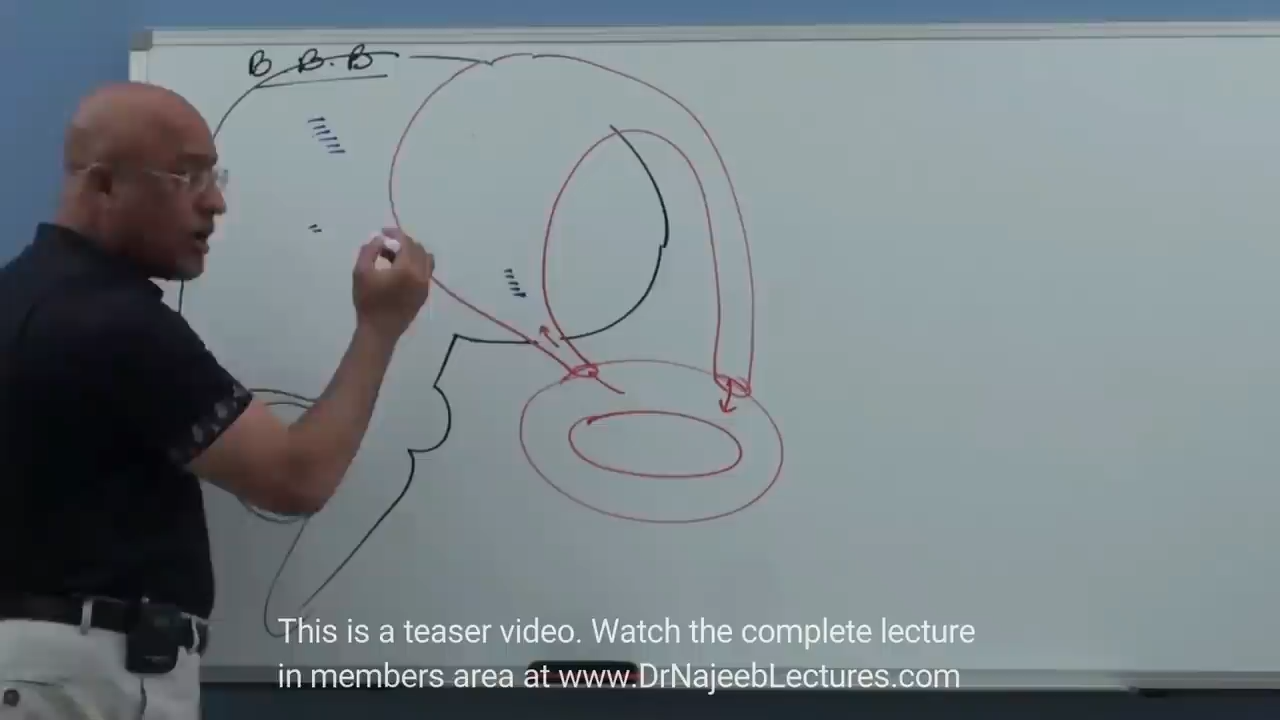 B B.B
This is a teaser video. Watch the complete lecture
in members area at www.DrNajeebLectures.com